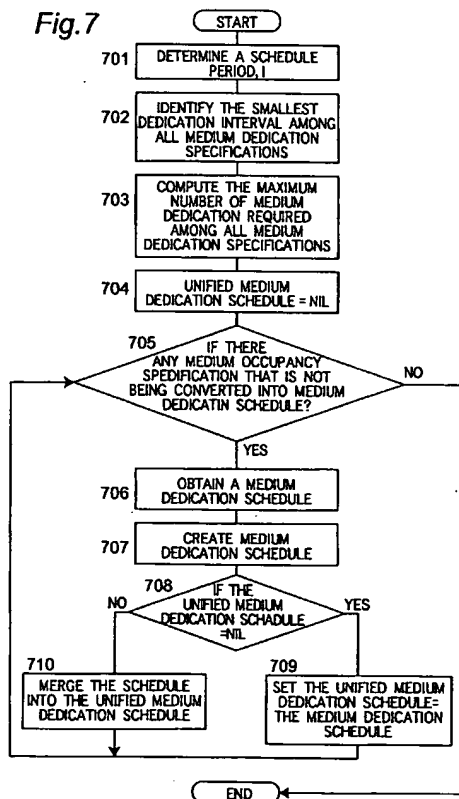 Fig.7
START
701
DETERMINE A SCHEDULE
PERIOD, I
702
IDENTIFY THE SMALLEST
DEDICATION INTERVAL AMONG
ALL MEDIUM DEDICATION
SPECIFICATIONS
703
COMPUTE THE MAXIMUM
NUMBER OF MEDIUM
DEDICATION REQUIRED
AMONG ALL MEDIUM
DEDICATION SPECIFICATIONS
704
UNIFIED MEDIUM
DEDICATION SCHEDULE = NIL
705
IF THERE
ANY MEDIUM OCCUPANCY
SPEDIFICATION THAT IS NOT
BEING CONVERTED INTO MEDIUM
DEDICATIN SCHEDULE?
NO
YES
706
OBTAIN A MEDIUM
DEDICATION SCHEDULE
707
CREATE MEDIUM
DEDICATION SCHEDULE
708
IF THE
UNIFIED MEDIUM
DEDICATION SCHADULE
=NIL
NO
YES
710
MERGE THE SCHEDULE
INTO THE UNIFIED MEDIUM
DEDICATION SCHEDULE
709
SET THE UNIFIED MEDIUM
DEDICATION SCHEDULE=
THE MEDIUM DEDICATION
SCHEDULE
END